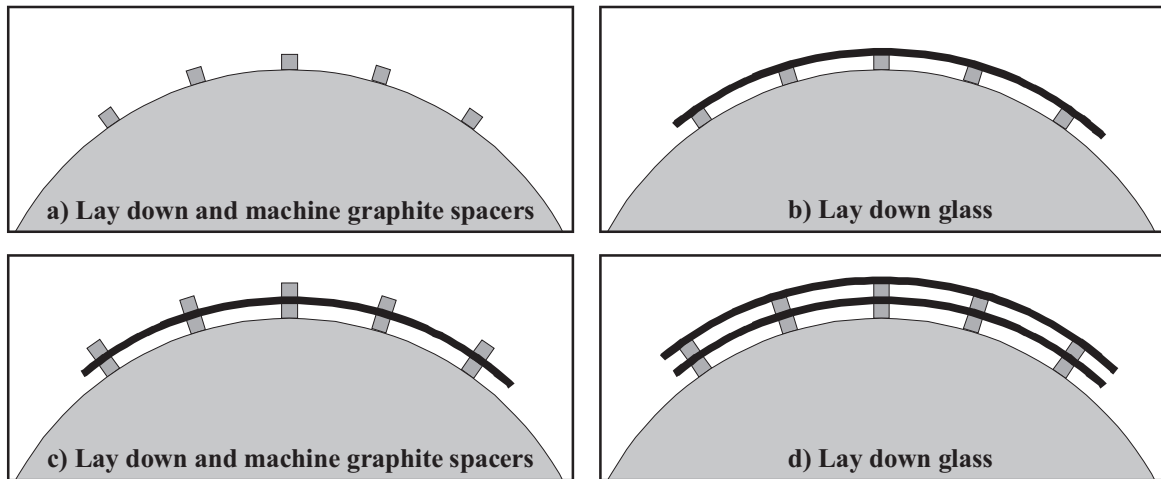 a) Lay down and machine graphite spacers
b) Lay down glass
c) Lay down and machine graphite spacers
d) Lay down glass